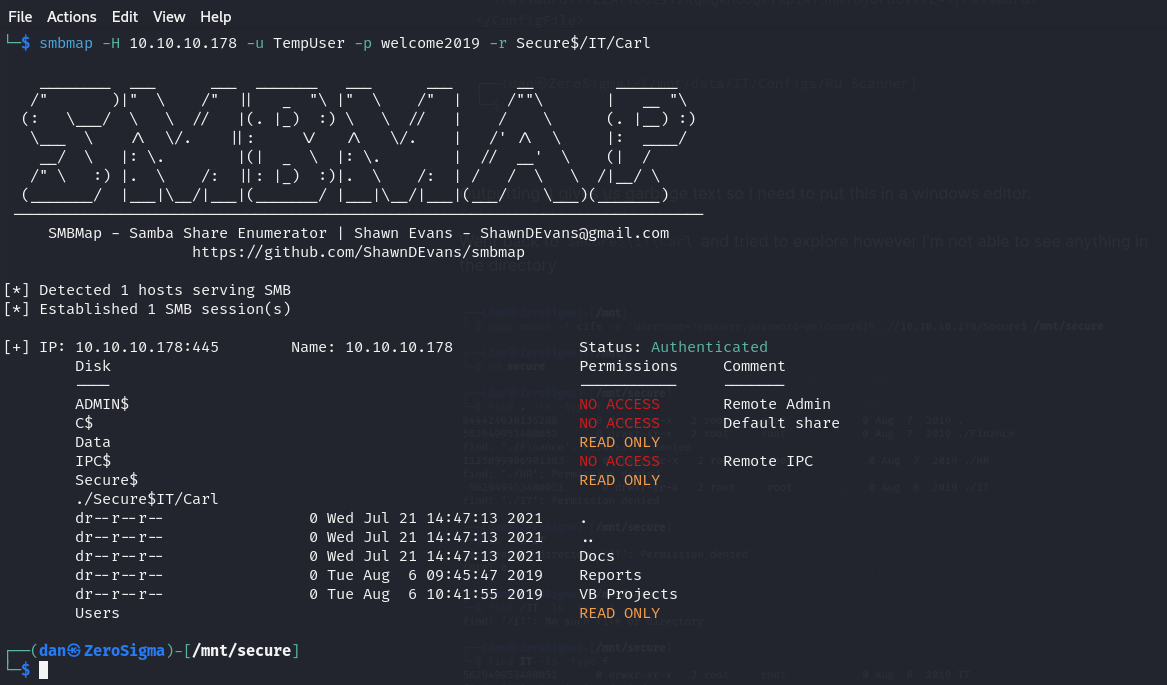 File Actions Edit View Help
└─$ smbmap -H 10.10.10.178 -u TempUser -p welcome2019 -r Secure$/IT/Carl
SMBMap - Samba Share Enumerator | Shawn Evans - ShawnDEvans@gmail.com
https://github.com/ShawnDEvans/smbmap
[*] Detected 1 hosts serving SMB
[*] Established 1 SMB session(s)
[+] IP: 10.10.10.178:445 Name: 10.10.10.178 Status: Authenticated
Disk Permissions Comment
---- ----------- -------
ADMIN$ NO ACCESS Remote Admin
C$ NO ACCESS Default share
Data READ ONLY
IPC$ NO ACCESS Remote IPC
Secure$ READ ONLY
./Secure$IT/Carl
dr--r--r-- 0 Wed Jul 21 14:47:13 2021 .
dr--r--r-- 0 Wed Jul 21 14:47:13 2021 ..
dr--r--r-- 0 Wed Jul 21 14:47:13 2021 Docs
dr--r--r-- 0 Tue Aug 6 09:45:47 2019 Reports
dr--r--r-- 0 Tue Aug 6 10:41:55 2019 VB Projects
Users READ ONLY
┌──(dan㉿ZeroSigma)-[/mnt/secure]
└─$